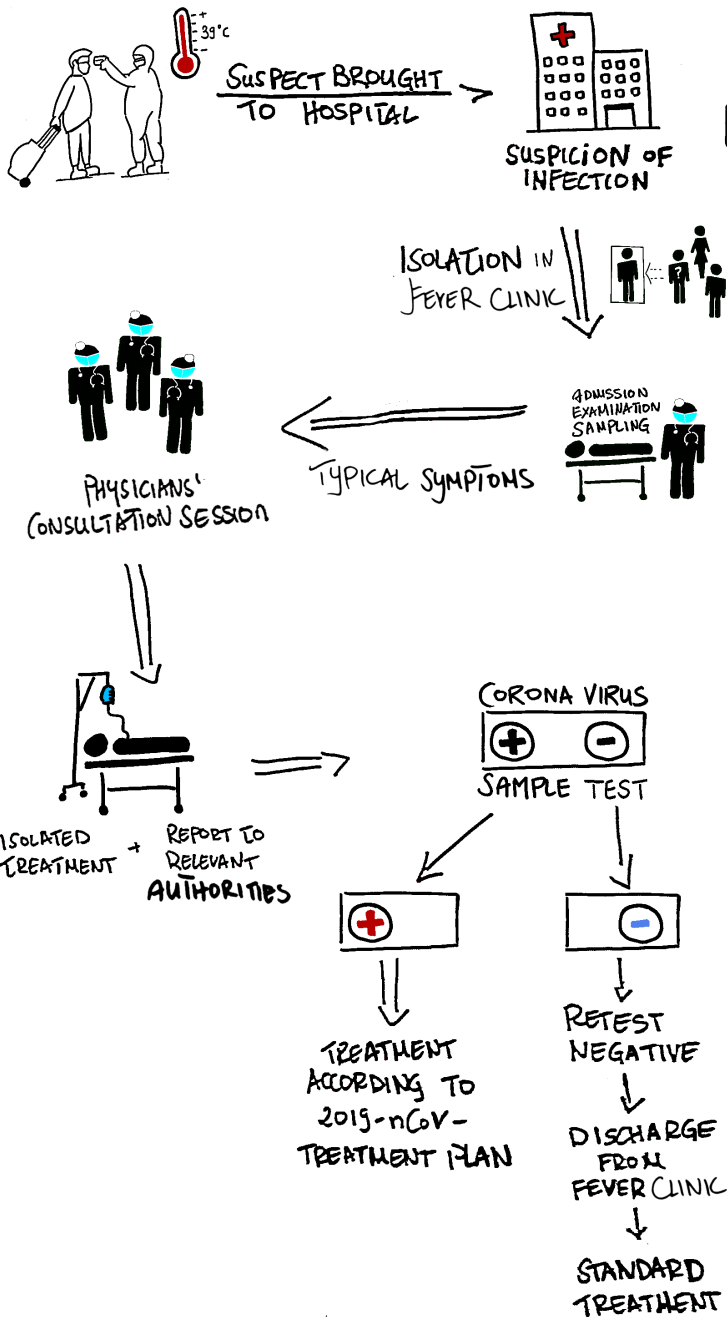 +
39°C
-
SUSPECT BROUGHT
TO HOSPITAL
SUSPICION OF
INFECTION
ISOLATION IN
FEVER CLINIC
?
ADMISSION
EXAMINATION
SAMPLING
TYPICAL SYMPTOMS
PHYSICIANS'
CONSULTATION SESSION
ISOLATED
TREATMENT
+
REPORT TO
RELEVANT
AUTHORITIES
CORONA VIRUS
+ -
SAMPLE TEST
+
-
TREATMENT
ACCORDING TO
2019-nCoV-
TREATMENT PLAN
RETEST
NEGATIVE
DISCHARGE
FROM
FEVER CLINIC
STANDARD
TREATMENT